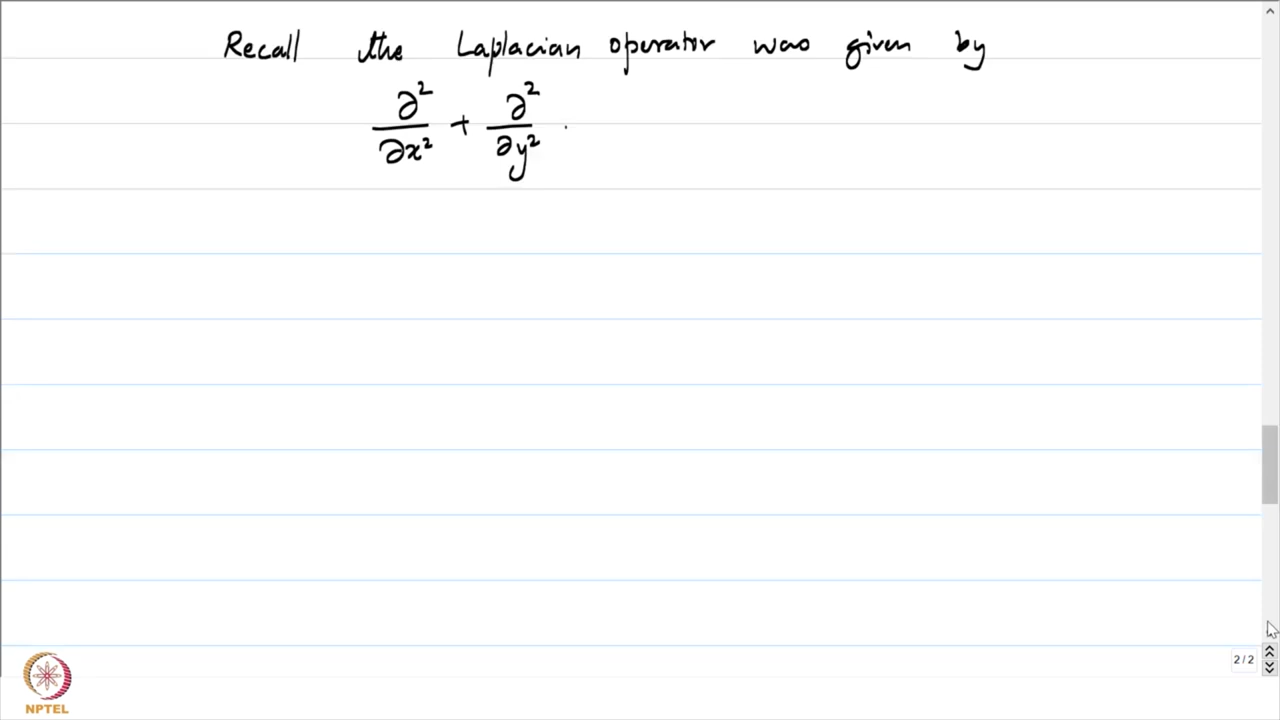 Recall the Laplacian operator was given by
∂²/∂x² + ∂²/∂y² .
2 / 2
NPTEL